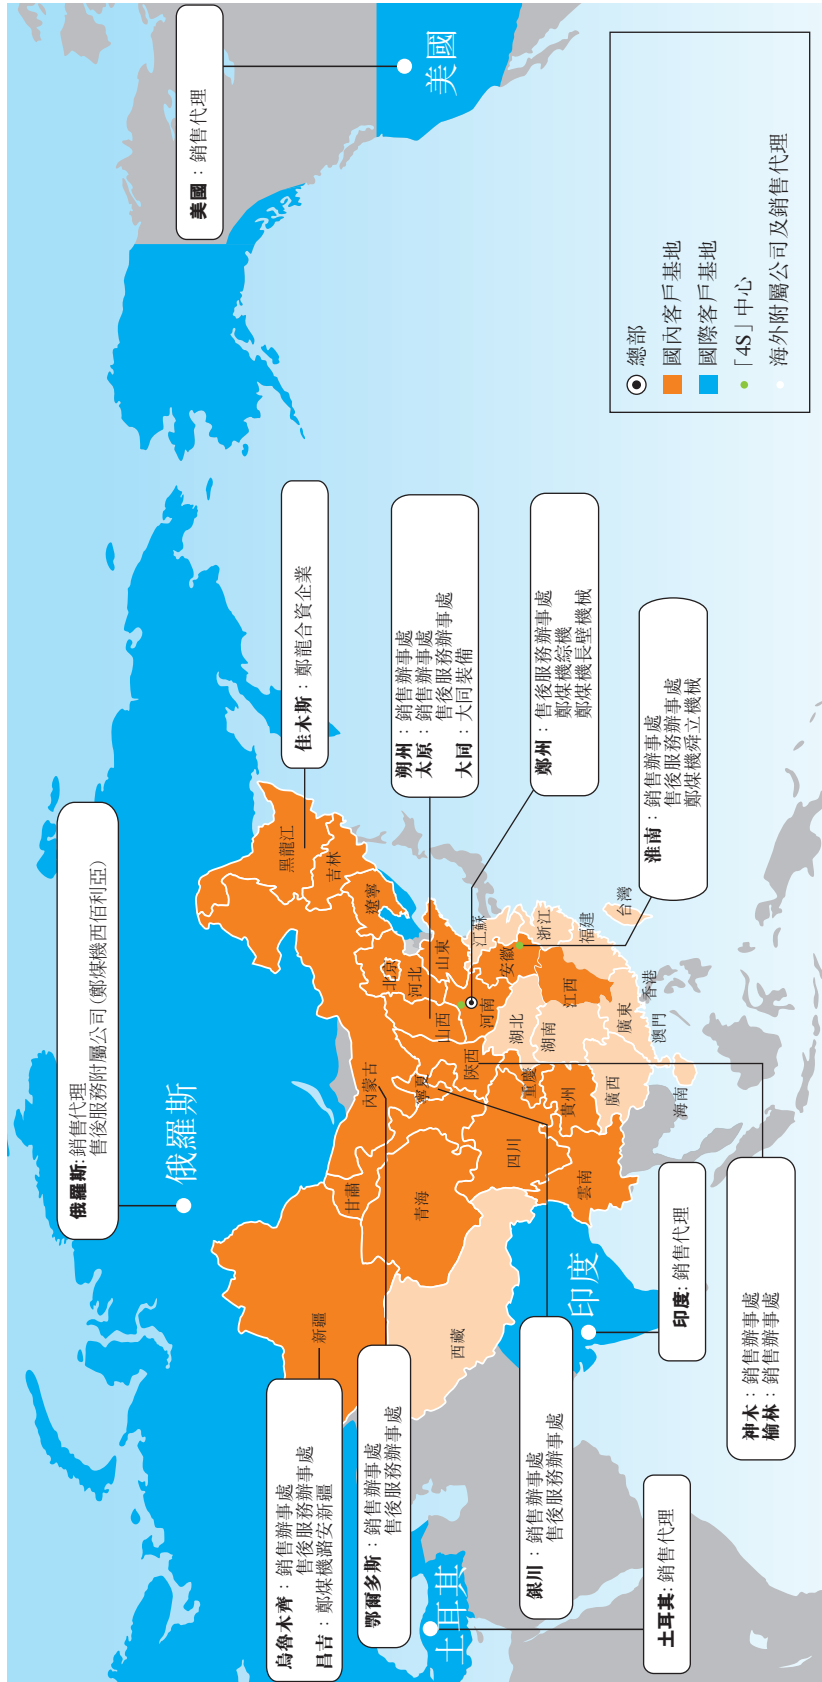 俄羅斯:銷售代理
售後服務附屬公司(鄭煤機西佰利亞)
美國：銷售代理
佳木斯：鄭龍合資企業
朔州：銷售辦事處
太原：銷售辦事處
售後服務辦事處
大同：大同裝備
鄭州：售後服務辦事處
鄭煤機綜機
鄭煤機長壁機械
淮南：銷售辦事處
售後服務辦事處
鄭煤機舜立機械
烏魯木齊：銷售辦事處
售後服務辦事處
昌吉：鄭煤機潞安新疆
鄂爾多斯：銷售辦事處
售後服務辦事處
銀川：銷售辦事處
售後服務辦事處
土耳其:銷售代理
印度:銷售代理
神木：銷售辦事處
榆林：銷售辦事處
俄羅斯
美國
土耳其
印度
黑龍江
吉林
遼寧
內蒙古
北京
河北
山東
山西
新疆
甘肅
青海
寧夏
陝西
河南
江蘇
安徽
浙江
西藏
四川
重慶
湖北
湖南
江西
福建
台灣
貴州
雲南
廣西
廣東
香港
澳門
海南
總部
國內客戶基地
國際客戶基地
「4S」中心
海外附屬公司及銷售代理